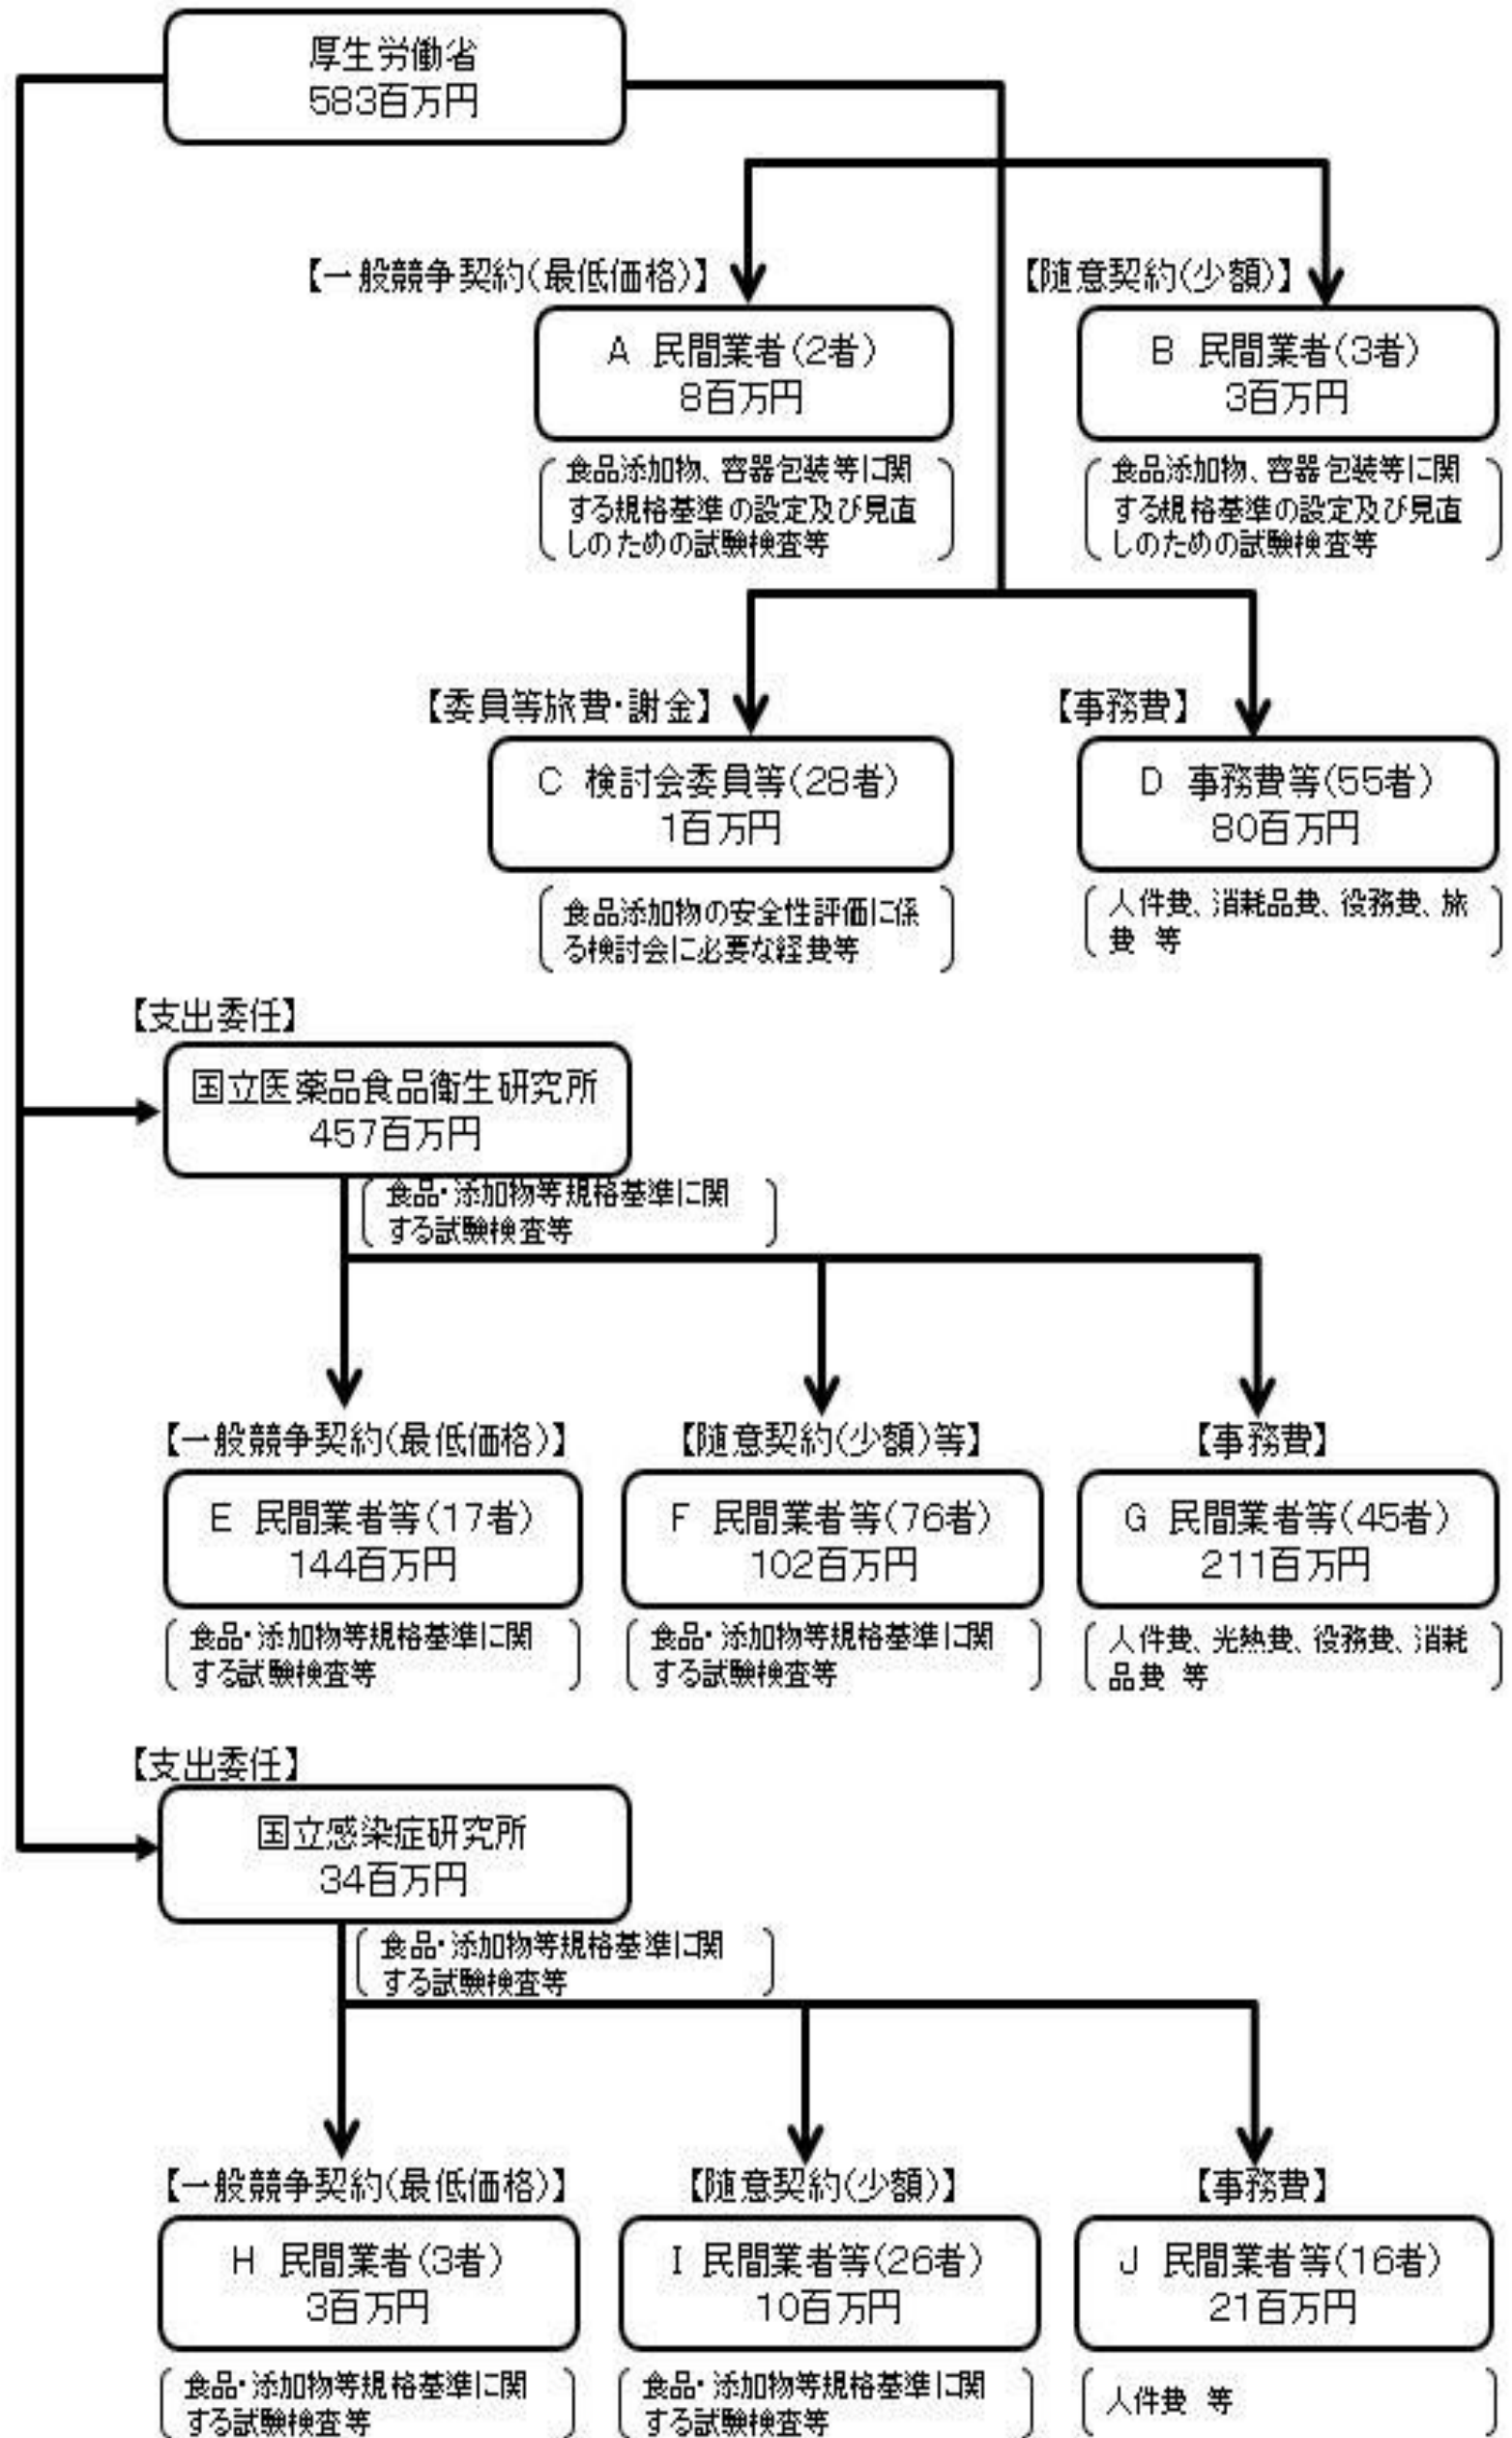 厚生労働省
583百万円
【一般競争契約(最低価格)】
【随意契約(少額)】
A 民間業者(2者)
8百万円
B 民間業者(3者)
3百万円
食品添加物、容器包装等に関
する規格基準の設定及び見直
しのための試験検査等
食品添加物、容器包装等に関
する規格基準の設定及び見直
しのための試験検査等
【委員等旅費・謝金】
【事務費】
C 検討会委員等(28者)
1百万円
D 事務費等(55者)
80百万円
食品添加物の安全性評価に係
る検討会に必要な経費等
人件費、消耗品費、役務費、旅
費 等
【支出委任】
国立医薬品食品衛生研究所
457百万円
食品・添加物等規格基準に関
する試験検査等
【一般競争契約(最低価格)】
【随意契約(少額)等】
【事務費】
E 民間業者等(17者)
144百万円
F 民間業者等(76者)
102百万円
G 民間業者等(45者)
211百万円
食品・添加物等規格基準に関
する試験検査等
食品・添加物等規格基準に関
する試験検査等
人件費、光熱費、役務費、消耗
品費 等
【支出委任】
国立感染症研究所
34百万円
食品・添加物等規格基準に関
する試験検査等
【一般競争契約(最低価格)】
【随意契約(少額)】
【事務費】
H 民間業者(3者)
3百万円
I 民間業者等(26者)
10百万円
J 民間業者等(16者)
21百万円
食品・添加物等規格基準に関
する試験検査等
食品・添加物等規格基準に関
する試験検査等
人件費 等